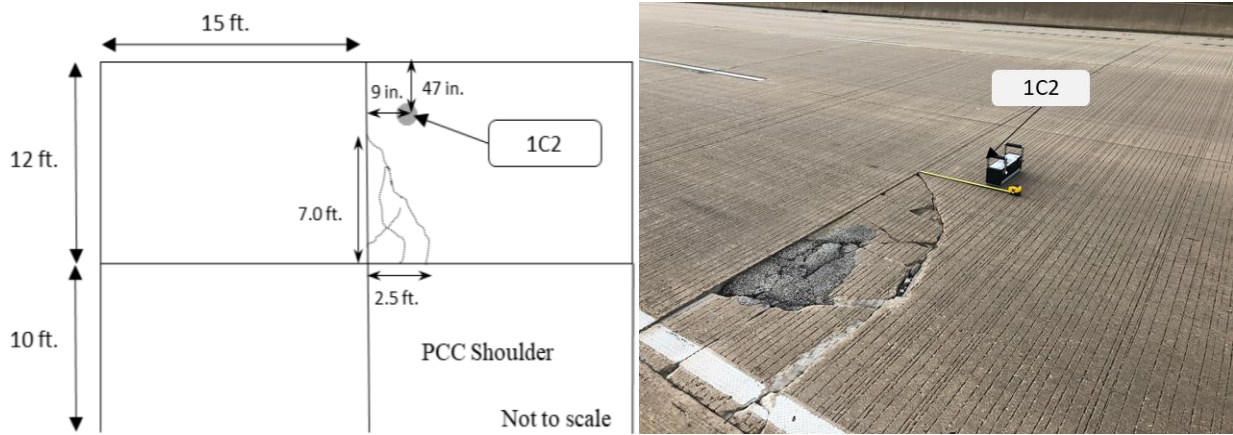 15 ft.
9 in.
47 in.
1C2
12 ft.
7.0 ft.
2.5 ft.
10 ft.
PCC Shoulder
Not to scale
1C2